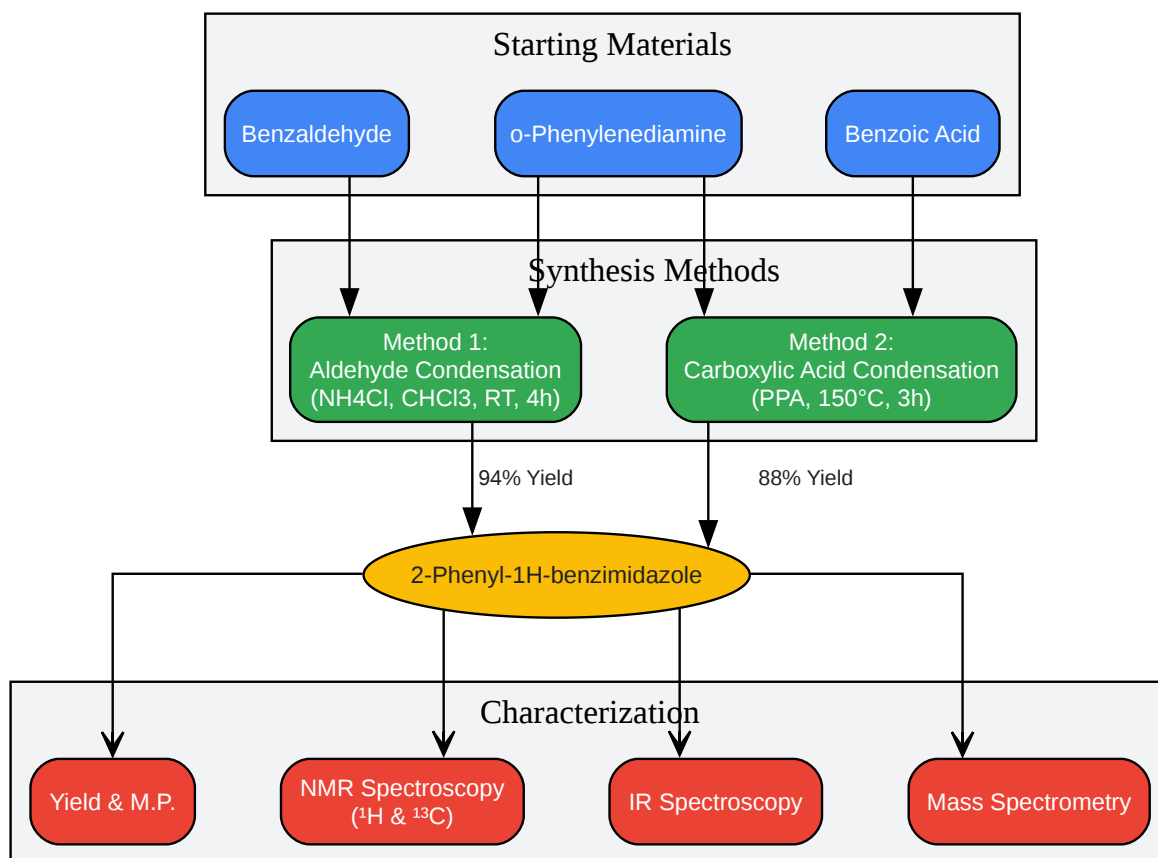 Starting Materials
Benzaldehyde
o-Phenylenediamine
Benzoic Acid
Synthesis Methods
Method 1:
Aldehyde Condensation
(NH4Cl, CHCl3, RT, 4h)
Method 2:
Carboxylic Acid Condensation
(PPA, 150°C, 3h)
94% Yield
88% Yield
2-Phenyl-1H-benzimidazole
Characterization
Yield & M.P.
NMR Spectroscopy
(¹H & ¹³C)
IR Spectroscopy
Mass Spectrometry